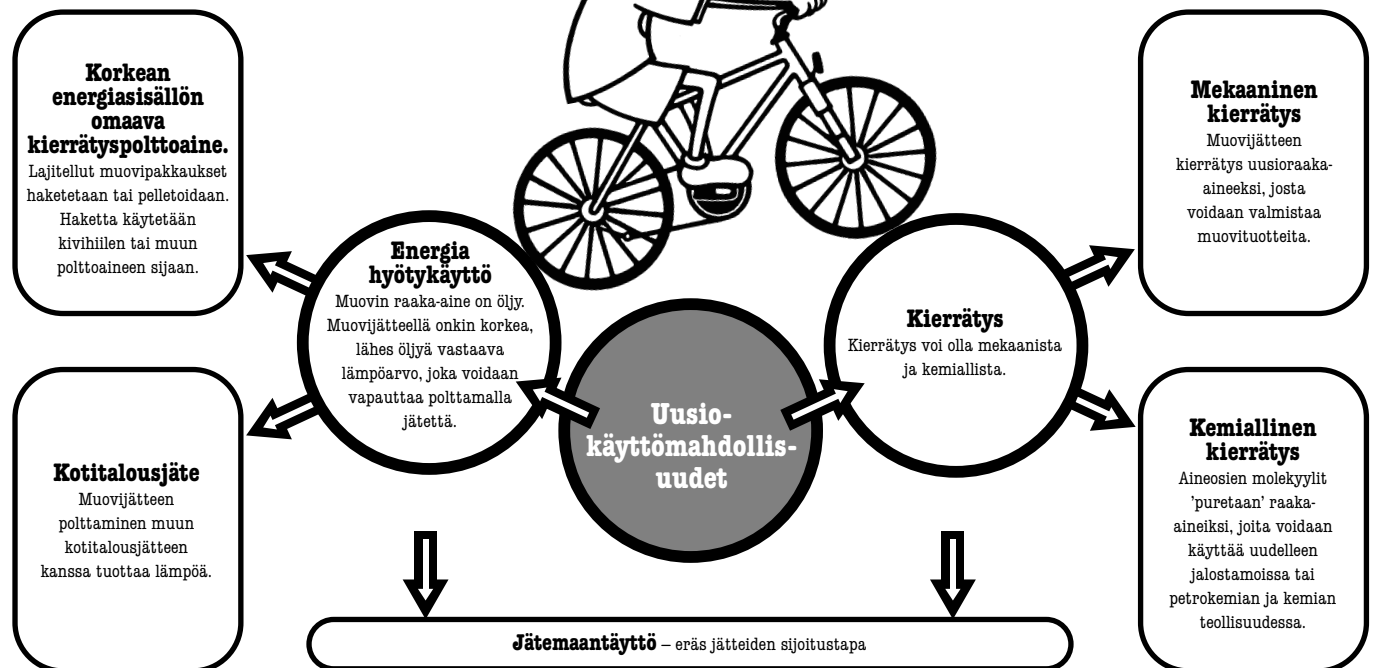 Korkean
energiasisällön
omaava
kierrätyspolttoaine.
Lajitellut muovipakkaukset
haketetaan tai pelletoidaan.
Haketta käytetään
kivihiilen tai muun
polttoaineen sijaan.
Kotitalousjäte
Muovijätteen
polttaminen muun
kotitalousjätteen
kanssa tuottaa lämpöä.
Energia
hyötykäyttö
Muovin raaka-aine on öljy.
Muovijätteellä onkin korkea,
lähes öljyä vastaava
lämpöarvo, joka voidaan
vapauttaa polttamalla
jätettä.
Uusio-
käyttömahdollis-
uudet
Kierrätys
Kierrätys voi olla mekaanista
ja kemiallista.
Mekaaninen
kierrätys
Muovijätteen
kierrätys uusioraaka-
aineeksi, josta
voidaan valmistaa
muovituotteita.
Kemiallinen
kierrätys
Aineosien molekyylit
’puretaan’ raaka-
aineiksi, joita voidaan
käyttää uudelleen
jalostamoissa tai
petrokemian ja kemian
teollisuudessa.
Jätemaantäyttö – eräs jätteiden sijoitustapa